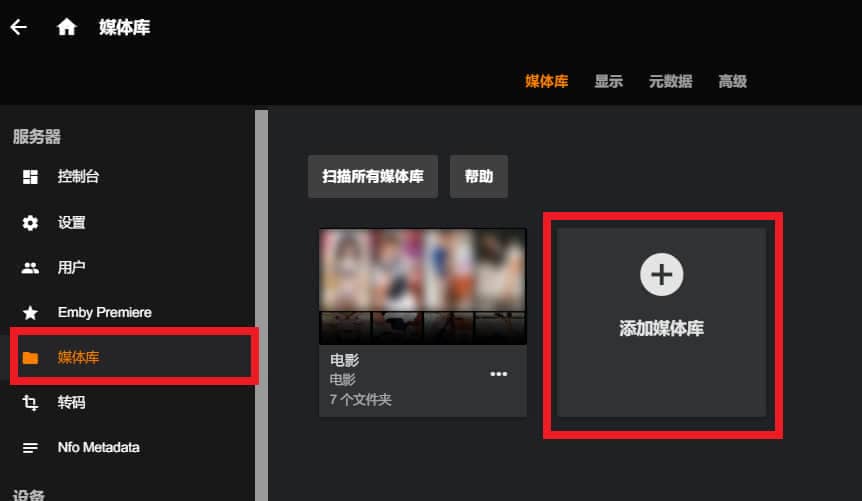 媒体库
媒体库 显示 元数据 高级
服务器
控制台
设置
用户
Emby Premiere
媒体库
转码
Nfo Metadata
设备
扫描所有媒体库 帮助
电影
电影
7 个文件夹
添加媒体库